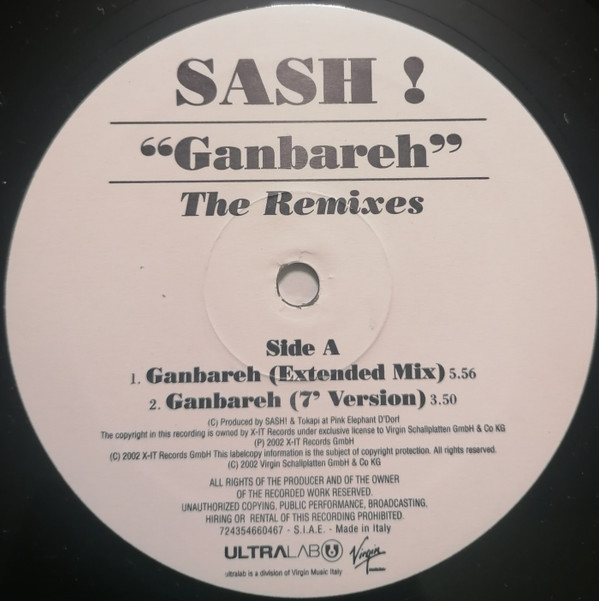 SASH !
“Ganbareh”
The Remixes
Side A
1. Ganbareh (Extended Mix) 5.56
2. Ganbareh (7’ Version) 3.50
(C) Produced by SASH! & Tokapi at Pink Elephant D'Dorf
The copyright in this recording is owned by X-IT Records under exclusive license to Virgin Schallplatten GmbH & Co KG
(P) 2002 X-IT Records GmbH
(C) 2002 X-IT Records GmbH This labelcopy information is the subject of copyright protection. All rights reserved.
(C) 2002 Virgin Schallplatten GmbH & Co KG
ALL RIGHTS OF THE PRODUCER AND OF THE OWNER
OF THE RECORDED WORK RESERVED.
UNAUTHORIZED COPYING, PUBLIC PERFORMANCE, BROADCASTING,
HIRING OR RENTAL OF THIS RECORDING PROHIBITED.
724354660467 - S.I.A.E. - Made in Italy
ULTRALAB Virgin
ultralab is a division of Virgin Music Italy